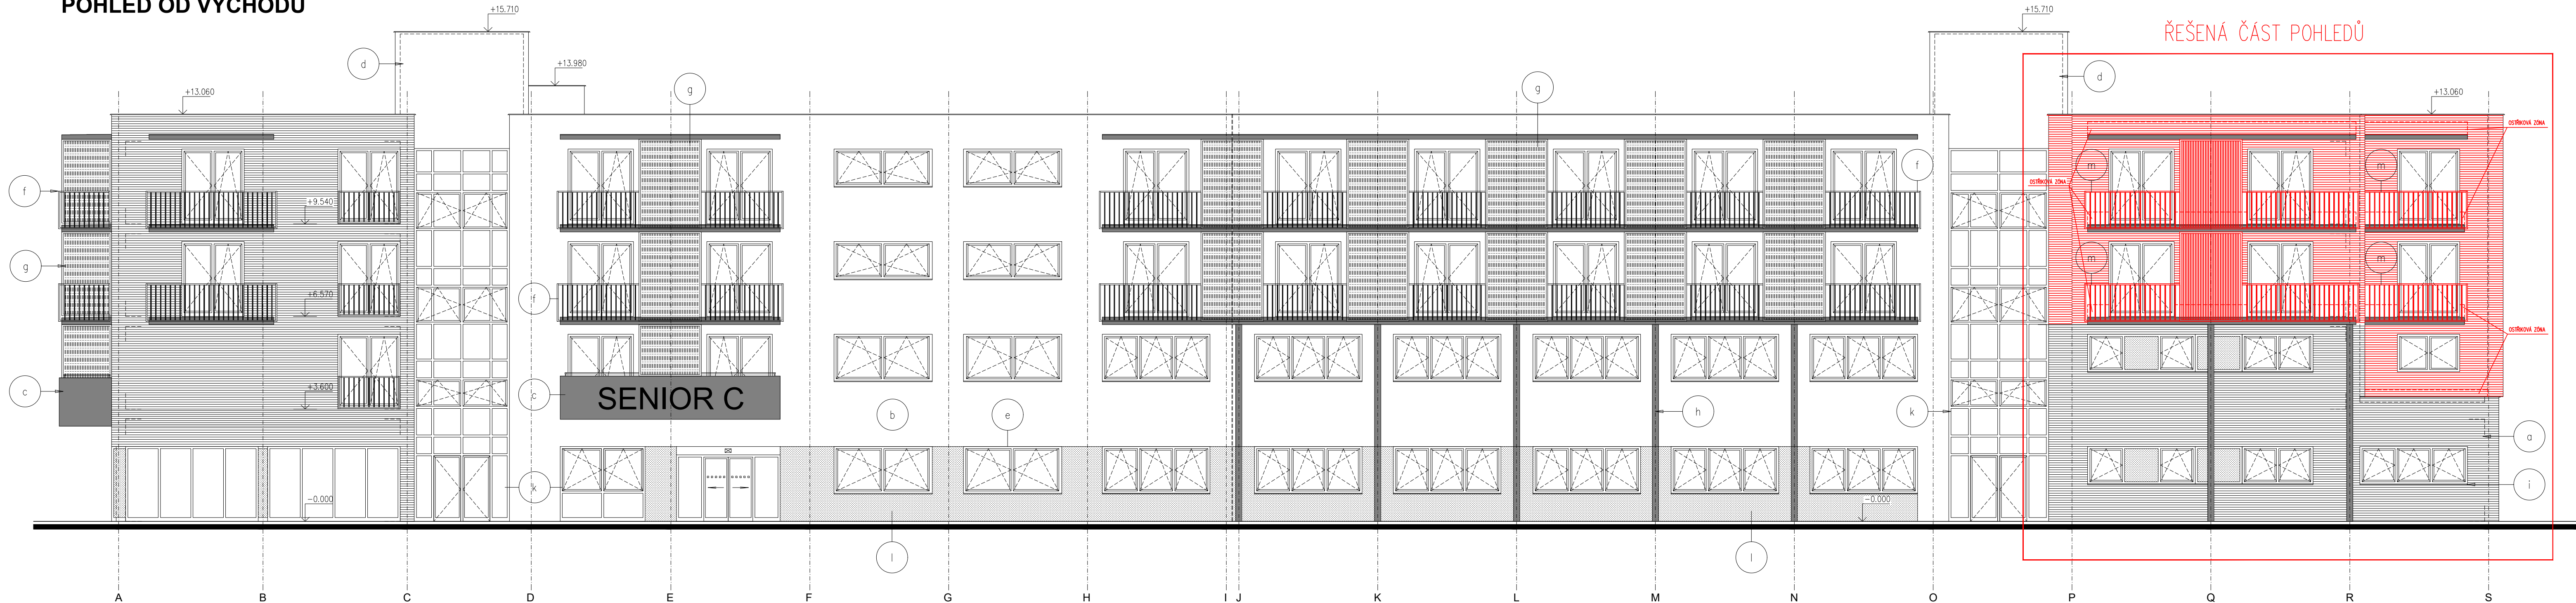 POHLED OD VÝCHODU
+15.710
+15.710
ŘEŠENÁ ČÁST POHLEDŮ
d
+13.980
d
+13.060
g
g
+13.060
OSTŘIKOVÁ ZÓNA
f
m
m
OSTŘIKOVÁ ZÓNA
f
+9.540
g
m
m
+6.570
f
OSTŘIKOVÁ ZÓNA
c
+3.600
c
SENIOR C
b
e
h
k
a
k
i
-0.000
-0.000
l
l
A B C D E F G H I J K L M N O P Q R S